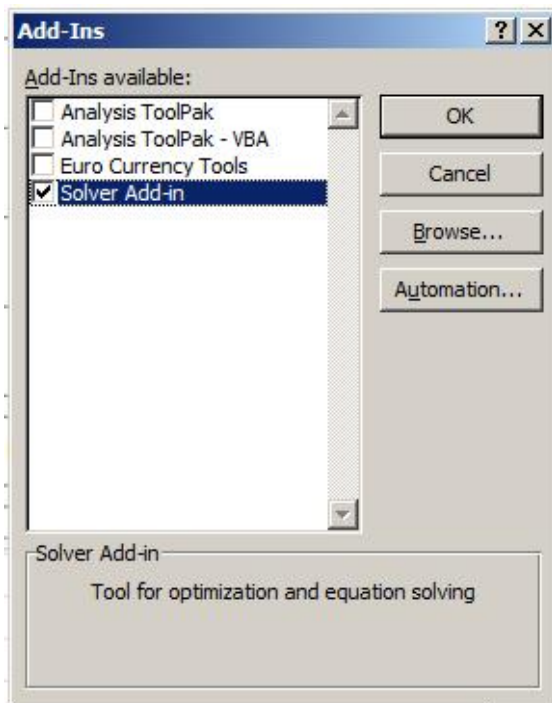 Add-Ins
Add-Ins available:
Analysis ToolPak
Analysis ToolPak - VBA
Euro Currency Tools
Solver Add-in
OK
Cancel
Browse...
Automation...
Solver Add-in
Tool for optimization and equation solving